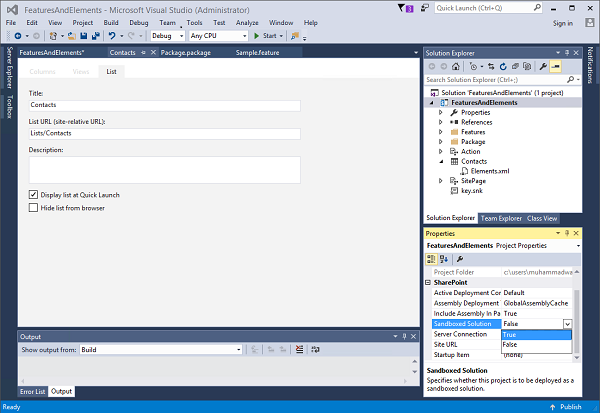 FeaturesAndElements - Microsoft Visual Studio (Administrator)
3
Quick Launch (Ctrl+Q)
File Edit View Project Build Debug Team Tools Test Analyze Window Help
Sign in
Debug Any CPU Start
Server Explorer
Toolbox
FeaturesAndElements* Contacts Package.package Sample.feature
Columns Views List
Title:
Contacts
List URL (site-relative URL):
Lists/Contacts
Description:
Display list at Quick Launch
Hide list from browser
Output
Show output from: Build
Error List Output
Solution Explorer
Search Solution Explorer (Ctrl+;)
Solution 'FeaturesAndElements' (1 project)
FeaturesAndElements
Properties
References
Features
Package
Action
Contacts
Elements.xml
SitePage
key.snk
Solution Explorer Team Explorer Class View
Properties
FeaturesAndElements Project Properties
Project Folder c:\users\muhammadwa
SharePoint
Active Deployment Cor Default
Assembly Deployment GlobalAssemblyCache
Include Assembly In Pa True
Sandboxed Solution False
Server Connection True
Site URL False
Startup Item (none)
Sandboxed Solution
Specifies whether this project is to be deployed as a
sandboxed solution.
Notifications
Ready
Publish